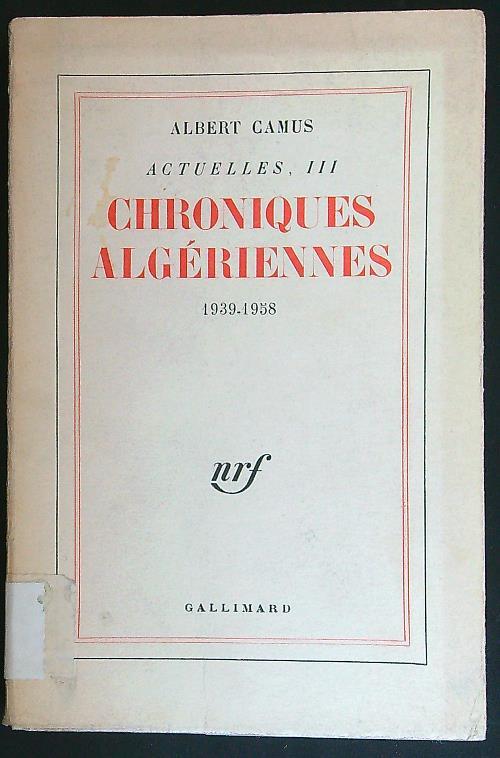 ALBERT CAMUS
ACTUELLES, III
CHRONIQUES
ALGÉRIENNES
1939-1958
nrf
GALLIMARD